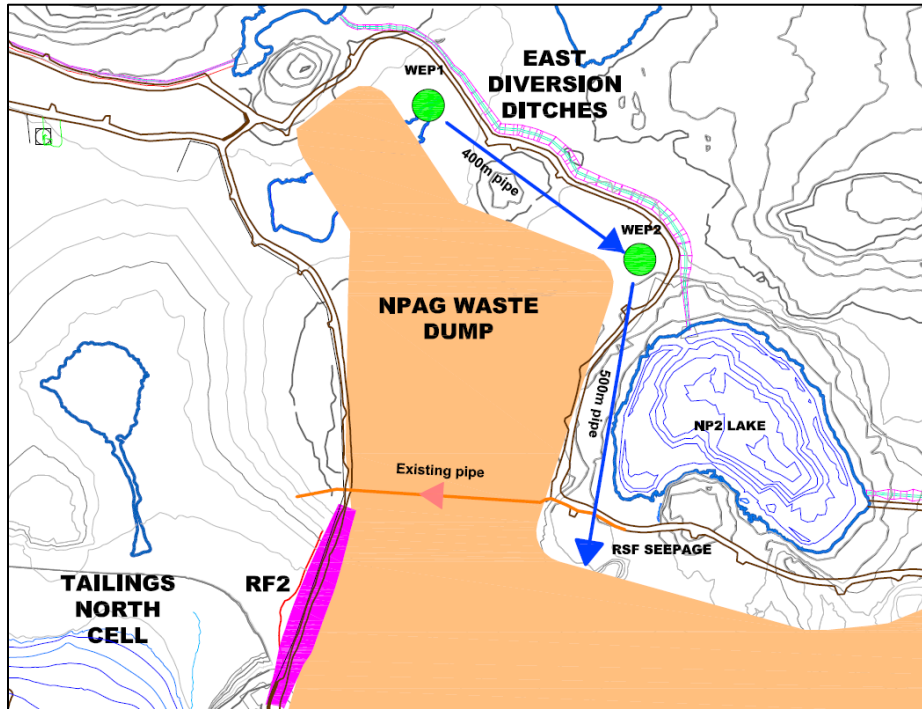 WEP1
EAST
DIVERSION
DITCHES
400m pipe
WEP2
NPAG WASTE
DUMP
500m pipe
NP2 LAKE
Existing pipe
RSF SEEPAGE
TAILINGS
NORTH
CELL
RF2